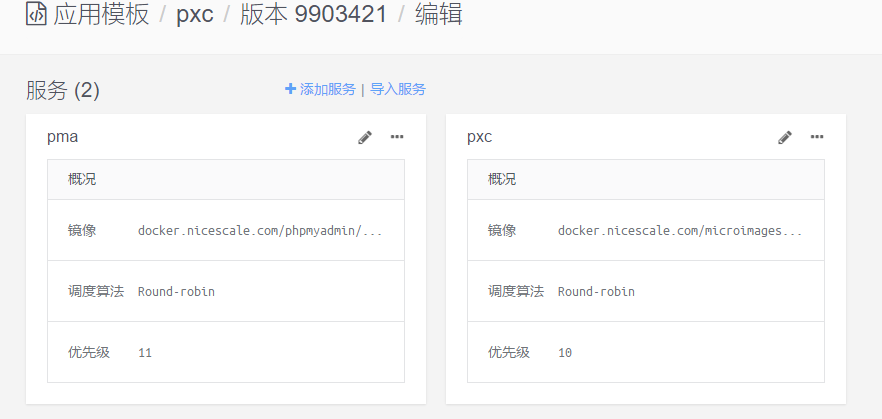 应用模板 / pxc / 版本 9903421 / 编辑
服务 (2)
添加服务 | 导入服务
pma
概况
镜像 docker.nicescale.com/phpmyadmin/...
调度算法 Round-robin
优先级 11
pxc
概况
镜像 docker.nicescale.com/microimages...
调度算法 Round-robin
优先级 10